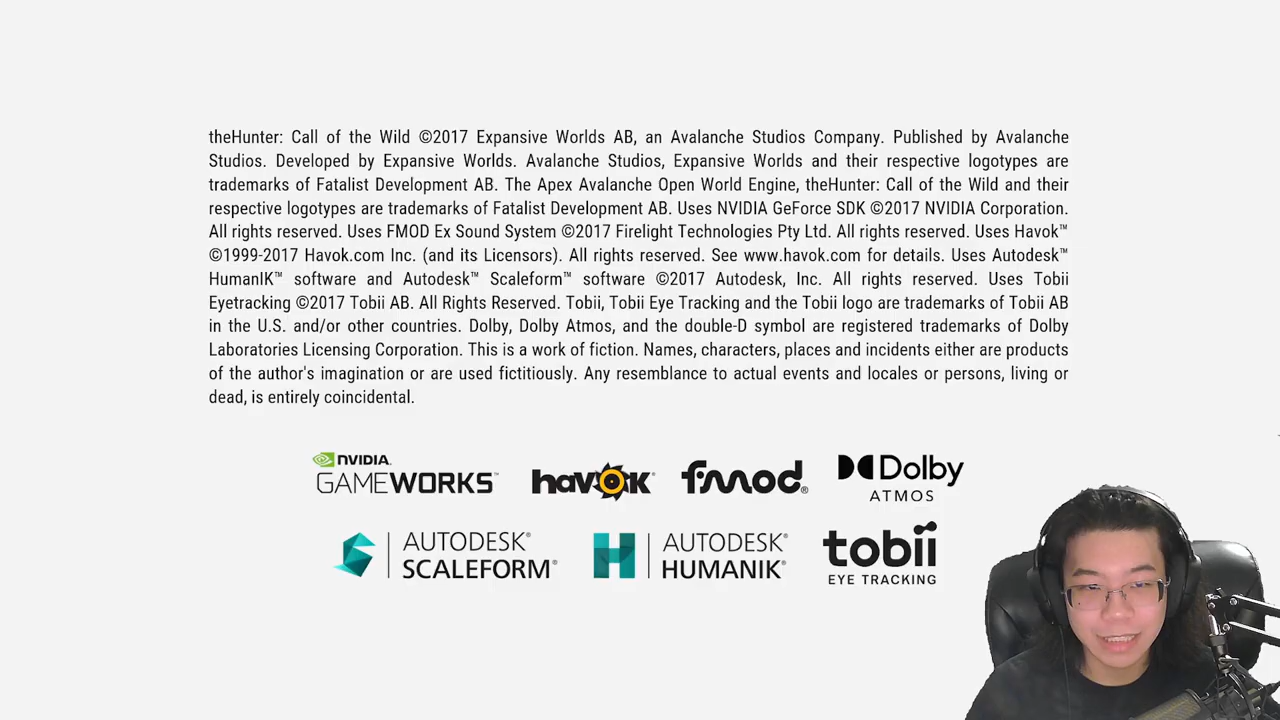 theHunter: Call of the Wild ©2017 Expansive Worlds AB, an Avalanche Studios Company. Published by Avalanche
Studios. Developed by Expansive Worlds. Avalanche Studios, Expansive Worlds and their respective logotypes are
trademarks of Fatalist Development AB. The Apex Avalanche Open World Engine, theHunter: Call of the Wild and their
respective logotypes are trademarks of Fatalist Development AB. Uses NVIDIA GeForce SDK ©2017 NVIDIA Corporation.
All rights reserved. Uses FMOD Ex Sound System ©2017 Firelight Technologies Pty Ltd. All rights reserved. Uses Havok™
©1999-2017 Havok.com Inc. (and its Licensors). All rights reserved. See www.havok.com for details. Uses Autodesk™
HumanIK™ software and Autodesk™ Scaleform™ software ©2017 Autodesk, Inc. All rights reserved. Uses Tobii
Eyetracking ©2017 Tobii AB. All Rights Reserved. Tobii, Tobii Eye Tracking and the Tobii logo are trademarks of Tobii AB
in the U.S. and/or other countries. Dolby, Dolby Atmos, and the double-D symbol are registered trademarks of Dolby
Laboratories Licensing Corporation. This is a work of fiction. Names, characters, places and incidents either are products
of the author's imagination or are used fictitiously. Any resemblance to actual events and locales or persons, living or
dead, is entirely coincidental.
NVIDIA.
GAMEWORKS™
havok®
fmod®
Dolby
ATMOS
AUTODESK®
SCALEFORM®
AUTODESK®
HUMANIK®
tobii
EYE TRACKING